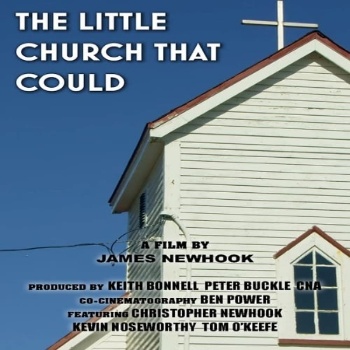 THE LITTLE
CHURCH THAT
COULD
A FILM BY
JAMES NEWHOOK
PRODUCED BY KEITH BONNELL PETER BUCKLE CNA
CO-CINEMATOGRAPHY BEN POWER
FEATURING CHRISTOPHER NEWHOOK
KEVIN NOSEWORTHY TOM O'KEEFE